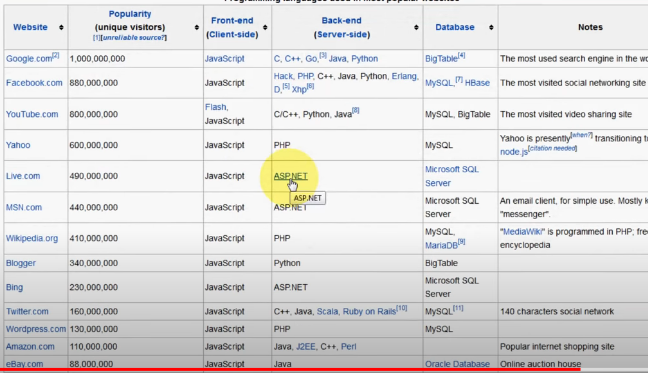 Programming languages used in most popular websites
Website
Popularity
(unique visitors)
[1][unreliable source?]
Front-end
(Client-side)
Back-end
(Server-side)
Database
Notes
Google.com[2] 1,000,000,000 JavaScript C, C++, Go,[3] Java, Python BigTable[4] The most used search engine in the
Facebook.com 880,000,000 JavaScript Hack, PHP, C++, Java, Python, Erlang,
D,[5] Xhp[6]
MySQL,[7] HBase The most visited social networking site
YouTube.com 800,000,000 Flash,
JavaScript
C/C++, Python, Java[8] MySQL, BigTable The most visited video sharing site
Yahoo 600,000,000 JavaScript PHP MySQL Yahoo is presently[when?] transitioning
node.js[citation needed]
Live.com 490,000,000 JavaScript ASP.NET Microsoft SQL
Server
ASP.NET
MSN.com 440,000,000 JavaScript ASP.NET Microsoft SQL
Server
An email client, for simple use. Mostly
"messenger".
Wikipedia.org 410,000,000 JavaScript PHP MySQL,
MariaDB[9]
"MediaWiki" is programmed in PHP;
encyclopedia
Blogger 340,000,000 JavaScript Python BigTable
Bing 230,000,000 JavaScript ASP.NET Microsoft SQL
Server
Twitter.com 160,000,000 JavaScript C++, Java, Scala, Ruby on Rails[10] MySQL[11] 140 characters social network
Wordpress.com 130,000,000 JavaScript PHP MySQL
Amazon.com 110,000,000 JavaScript Java, J2EE, C++, Perl Popular internet shopping site
eBay.com 88,000,000 JavaScript Java Oracle Database Online auction house